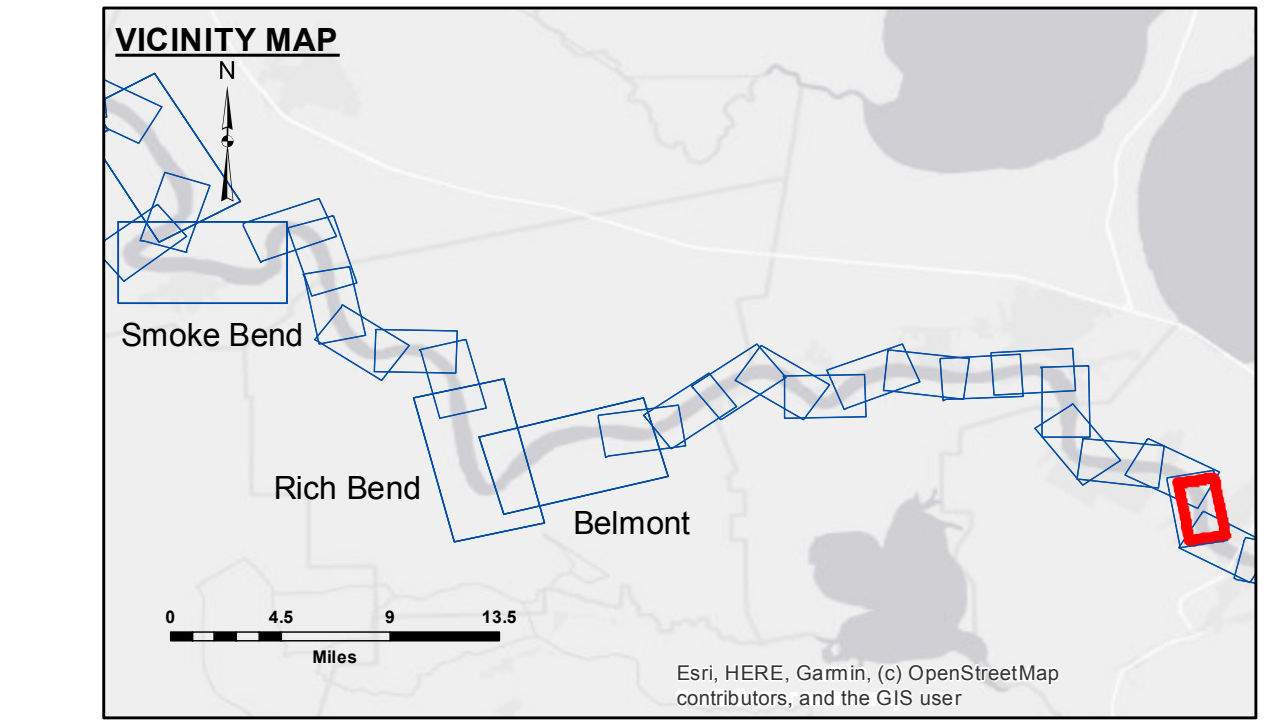 VICINITY MAP
N
Smoke Bend
Rich Bend
Belmont
0 4.5 9 13.5
Miles
Esri, HERE, Garmin, (c) OpenStreetMap
contributors, and the GIS user